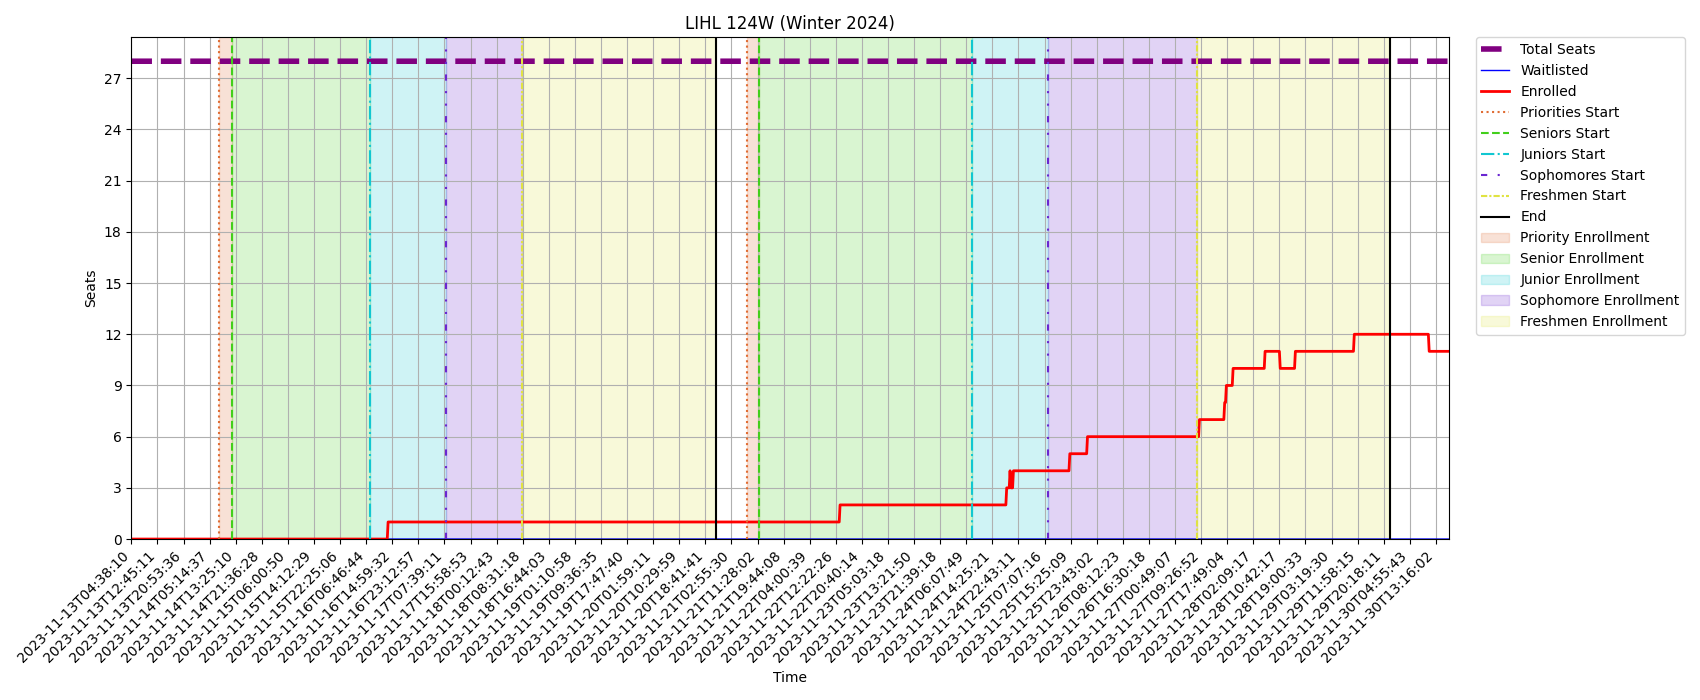 LIHL 124W (Winter 2024)
Seats
27
24
21
18
15
12
9
6
3
0
2023-11-13T04:38:10
2023-11-13T12:45:11
2023-11-13T20:53:36
2023-11-14T05:14:37
2023-11-14T13:25:10
2023-11-14T21:36:28
2023-11-15T06:00:50
2023-11-15T14:12:29
2023-11-15T22:25:06
2023-11-16T06:46:44
2023-11-16T14:59:32
2023-11-16T23:12:57
2023-11-17T07:39:11
2023-11-17T15:58:53
2023-11-18T00:12:43
2023-11-18T08:31:18
2023-11-18T16:44:03
2023-11-19T01:10:58
2023-11-19T09:36:35
2023-11-19T17:47:40
2023-11-20T01:59:11
2023-11-20T10:29:59
2023-11-20T18:41:41
2023-11-21T02:55:30
2023-11-21T11:28:02
2023-11-21T19:44:08
2023-11-22T04:00:39
2023-11-22T12:22:26
2023-11-22T20:40:14
2023-11-23T05:03:18
2023-11-23T13:21:50
2023-11-23T21:39:18
2023-11-24T06:07:49
2023-11-24T14:25:21
2023-11-24T22:43:11
2023-11-25T07:07:16
2023-11-25T15:25:09
2023-11-25T23:43:02
2023-11-26T08:12:23
2023-11-26T16:30:18
2023-11-27T00:49:07
2023-11-27T09:26:52
2023-11-27T17:49:04
2023-11-28T02:09:17
2023-11-28T10:42:17
2023-11-28T19:00:33
2023-11-29T03:19:30
2023-11-29T11:58:15
2023-11-29T20:18:11
2023-11-30T04:55:43
2023-11-30T13:16:02
Time
Total Seats
Waitlisted
Enrolled
Priorities Start
Seniors Start
Juniors Start
Sophomores Start
Freshmen Start
End
Priority Enrollment
Senior Enrollment
Junior Enrollment
Sophomore Enrollment
Freshmen Enrollment